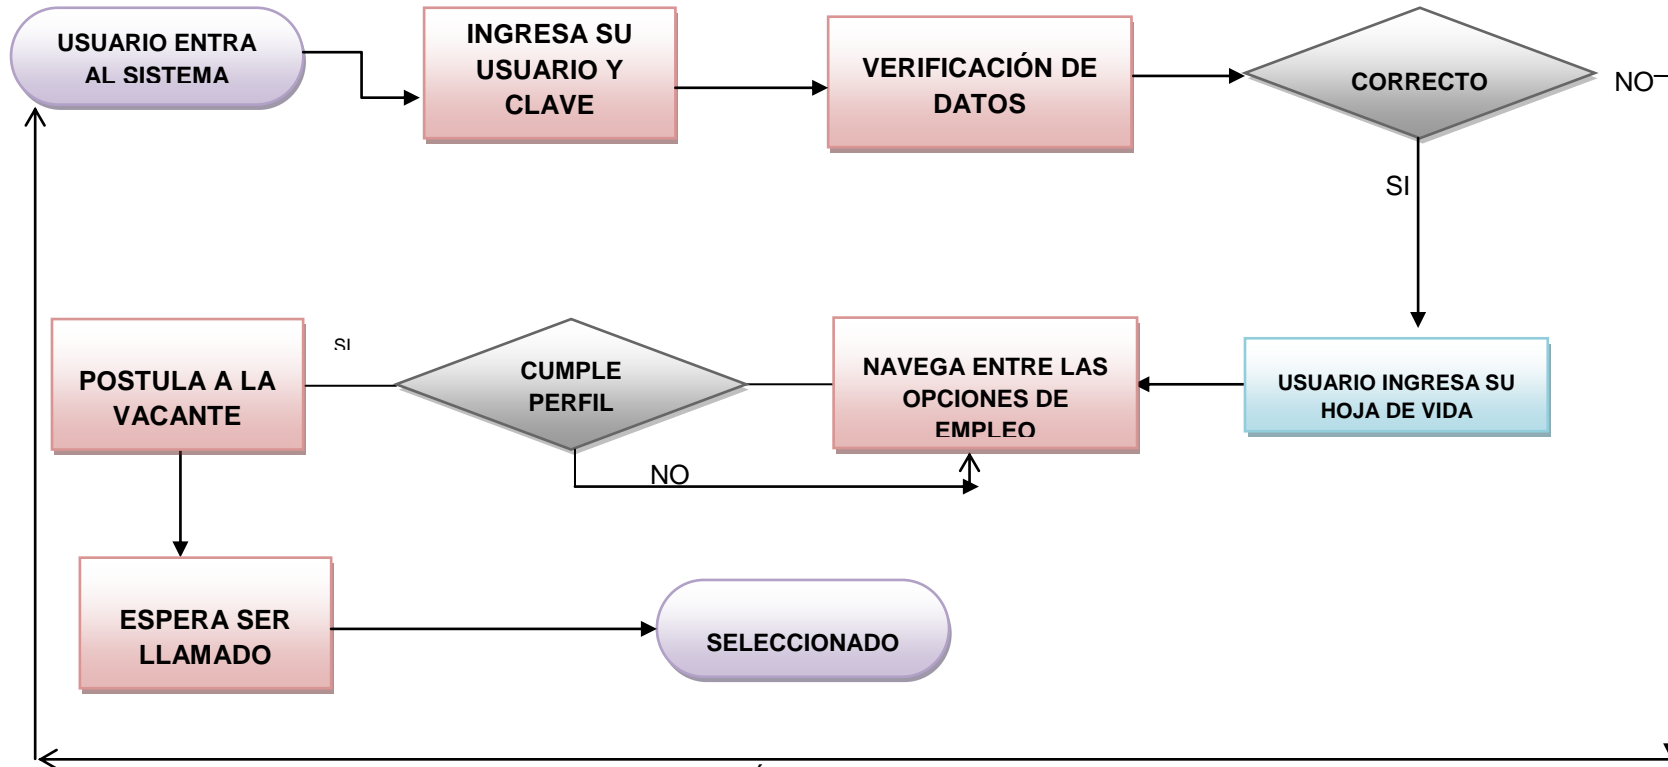 USUARIO ENTRA
AL SISTEMA
INGRESA SU
USUARIO Y
CLAVE
VERIFICACIÓN DE
DATOS
CORRECTO
NO
SI
POSTULA A LA
VACANTE
SI
CUMPLE
PERFIL
NO
NAVEGA ENTRE LAS
OPCIONES DE
EMPLEO
USUARIO INGRESA SU
HOJA DE VIDA
ESPERA SER
LLAMADO
SELECCIONADO